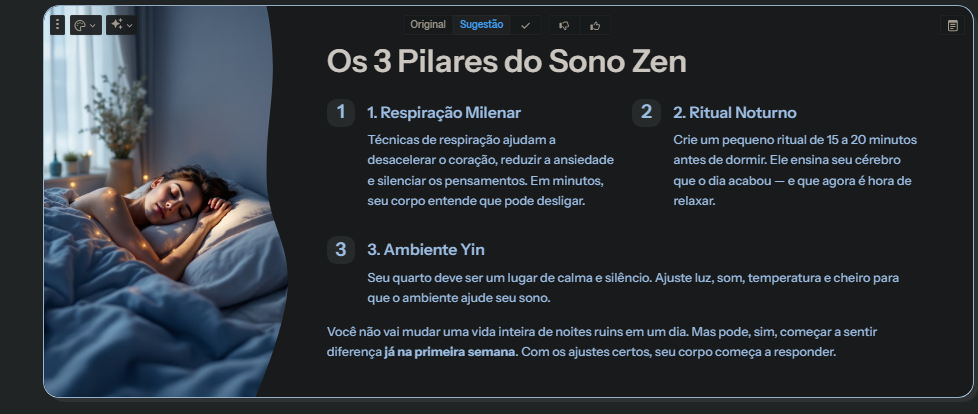 Original Sugestão
Os 3 Pilares do Sono Zen
1 1. Respiração Milenar
Técnicas de respiração ajudam a
desacelerar o coração, reduzir a ansiedade
e silenciar os pensamentos. Em minutos,
seu corpo entende que pode desligar.
2 2. Ritual Noturno
Crie um pequeno ritual de 15 a 20 minutos
antes de dormir. Ele ensina seu cérebro
que o dia acabou — e que agora é hora de
relaxar.
3 3. Ambiente Yin
Seu quarto deve ser um lugar de calma e silêncio. Ajuste luz, som, temperatura e cheiro para
que o ambiente ajude seu sono.
Você não vai mudar uma vida inteira de noites ruins em um dia. Mas pode, sim, começar a sentir
diferença já na primeira semana. Com os ajustes certos, seu corpo começa a responder.